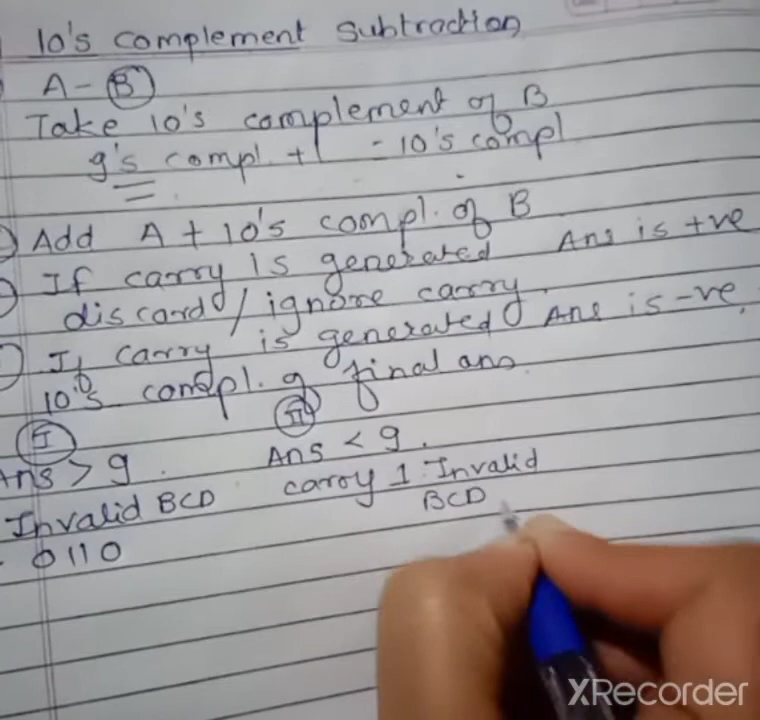 10's complement subtraction
A - B
Take 10's complement of B
9's compl. + 1 = 10's compl
Add A + 10's compl. of B
If carry is generated Ans is +ve
discard / ignore carry.
If carry is generated Ans is -ve.
10's compl. of final ans.
I II
Ans > 9. Ans < 9.
Invalid BCD carry 1 Invalid
BCD
0110
XRecorder